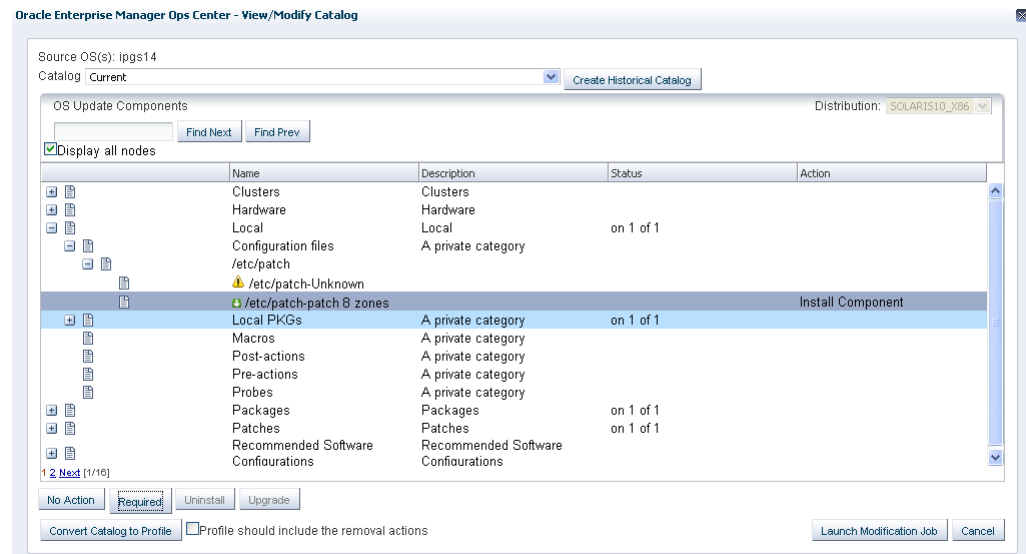 Oracle Enterprise Manager Ops Center - View/Modify Catalog
Source OS(s): ipgs14
Catalog Current Create Historical Catalog
OS Update Components Distribution: SOLARIS10_X86
Find Next Find Prev
Display all nodes
Name Description Status Action
Clusters Clusters
Hardware Hardware
Local Local on 1 of 1
Configuration files A private category
/etc/patch
/etc/patch-Unknown
/etc/patch-patch 8 zones Install Component
Local PKGs A private category on 1 of 1
Macros A private category
Post-actions A private category
Pre-actions A private category
Probes A private category
Packages Packages on 1 of 1
Patches Patches on 1 of 1
Recommended Software Recommended Software
Configurations Configurations
1 2 Next [1/16]
No Action Required Uninstall Upgrade
Convert Catalog to Profile Profile should include the removal actions Launch Modification Job Cancel